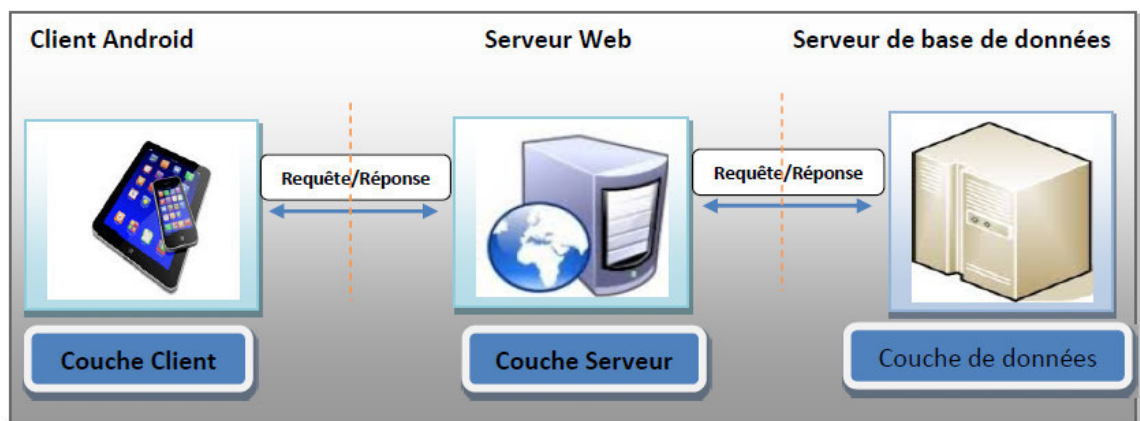 Client Android
Serveur Web
Serveur de base de données
Requête/Réponse
Requête/Réponse
Couche Client
Couche Serveur
Couche de données